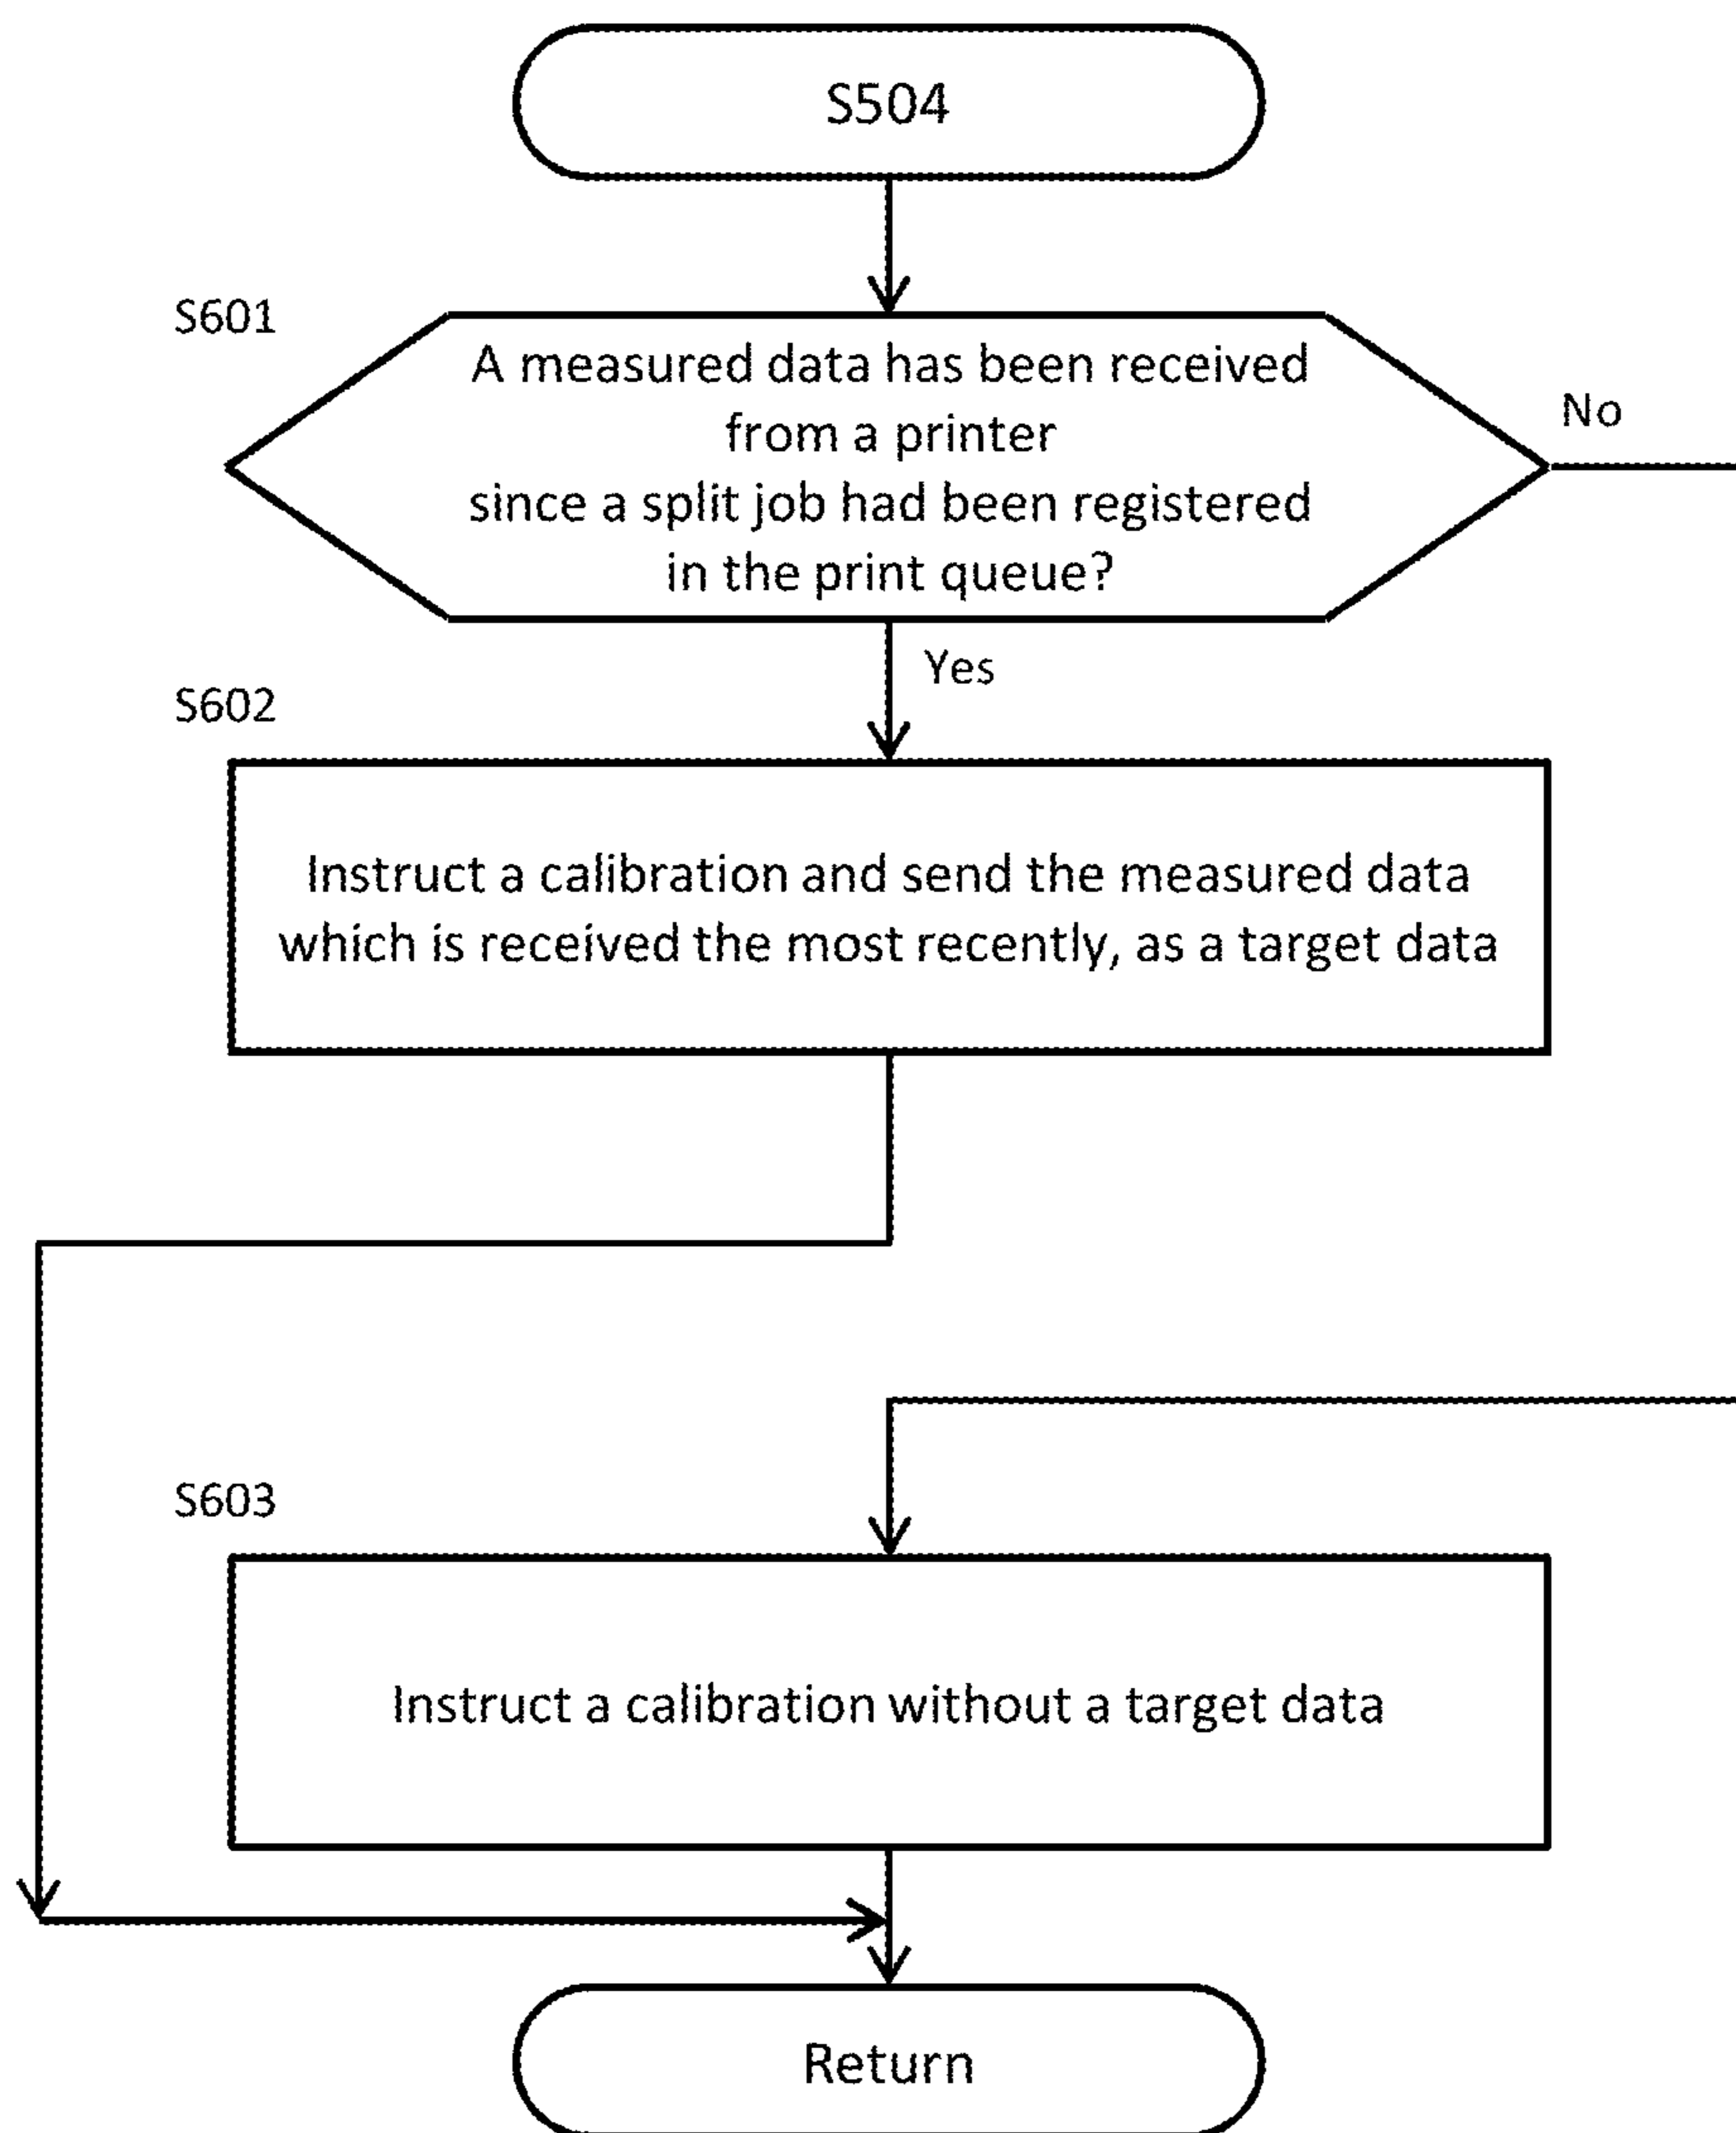 S504
S601
A measured data has been received
from a printer
since a split job had been registered
in the print queue?
No
Yes
S602
Instruct a calibration and send the measured data
which is received the most recently, as a target data
S603
Instruct a calibration without a target data
Return